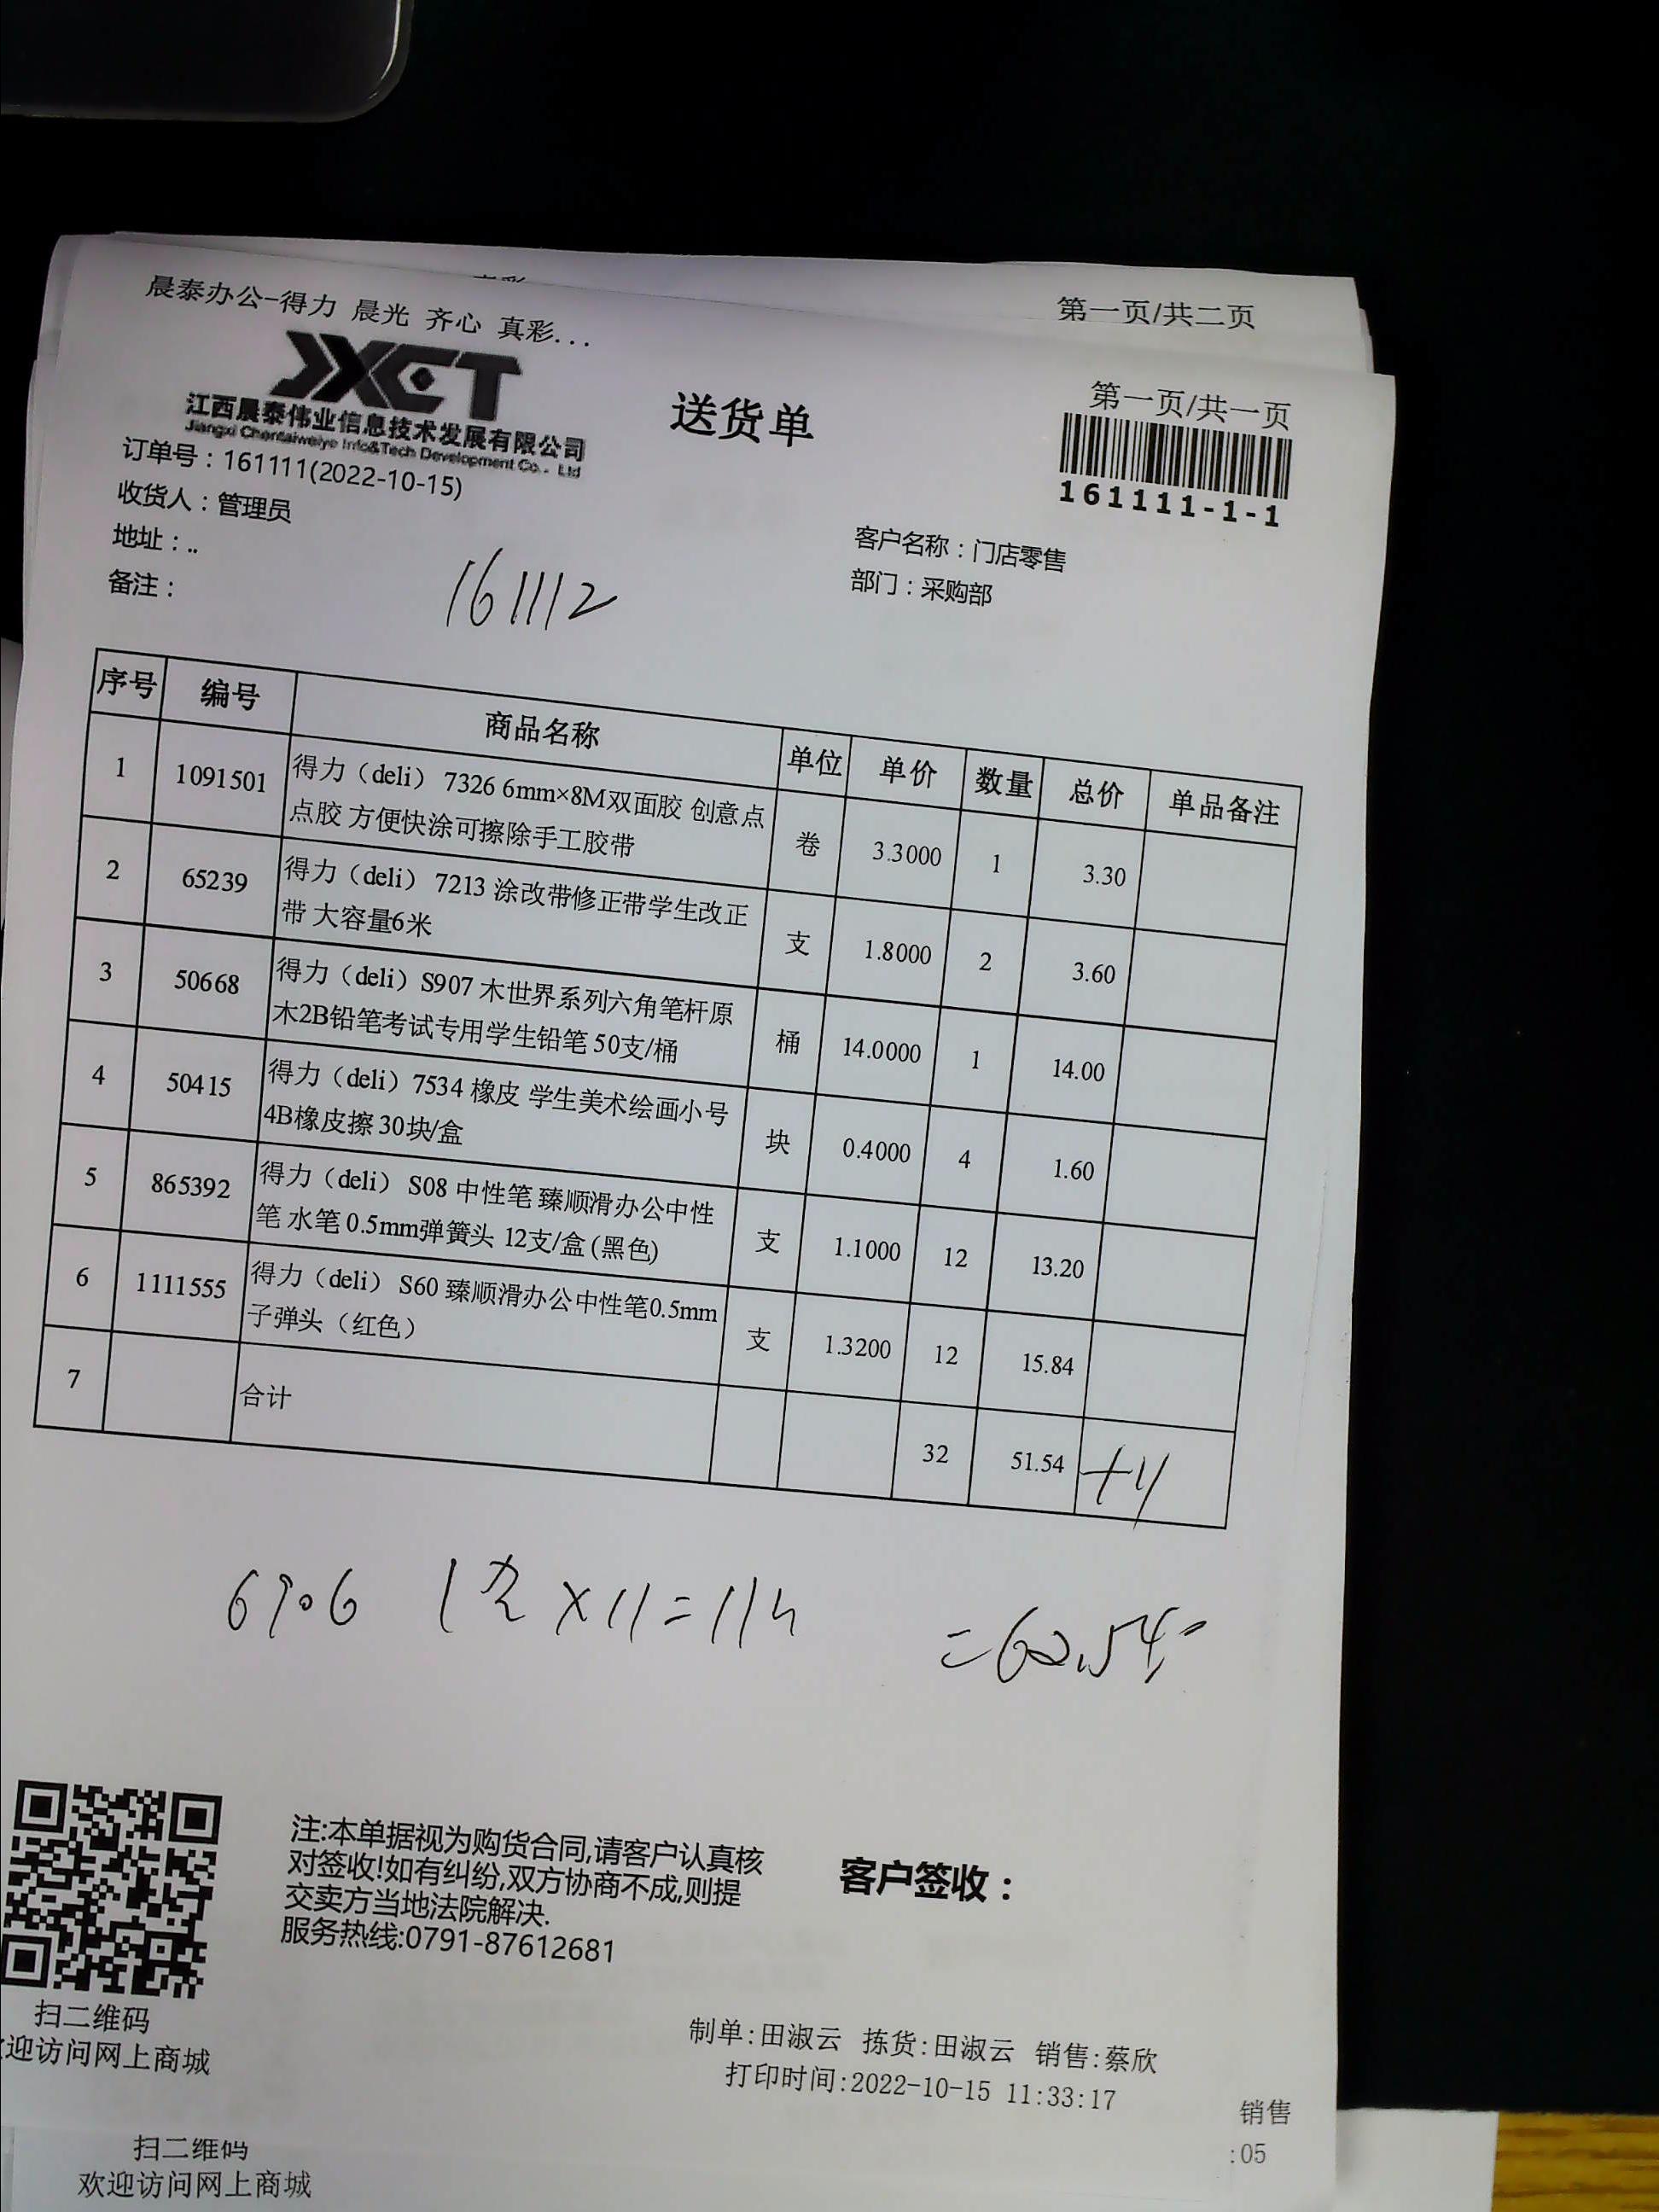 第一页/共二页
晨泰办公-得力 晨光 齐心 真彩...
JXCT
江西晨泰伟业信息技术发展有限公司
Jiangxi Chentaiweiye Info&Tech Development Co., Ltd
送货单
第一页/共一页
161111-1-1
订单号：161111(2022-10-15)
收货人：管理员
地址：..
备注：
客户名称：门店零售
部门：采购部
161112
序号 编号 商品名称 单位 单价 数量 总价 单品备注
1 1091501 得力（deli） 7326 6mm×8M双面胶 创意点
点胶 方便快涂可擦除手工胶带 卷 3.3000 1 3.30
2 65239 得力（deli） 7213 涂改带修正带学生改正
带 大容量6米 支 1.8000 2 3.60
3 50668 得力（deli）S907 木世界系列六角笔杆原
木2B铅笔考试专用学生铅笔 50支/桶 桶 14.0000 1 14.00
4 50415 得力（deli）7534 橡皮 学生美术绘画小号
4B橡皮擦 30块/盒 块 0.4000 4 1.60
5 865392 得力（deli） S08 中性笔 臻顺滑办公中性
笔 水笔 0.5mm弹簧头 12支/盒 (黑色) 支 1.1000 12 13.20
6 1111555 得力（deli） S60 臻顺滑办公中性笔0.5mm
子弹头（红色） 支 1.3200 12 15.84
7 合计 32 51.54 +11
6906 1 ×11=11
=62.54
注:本单据视为购货合同,请客户认真核
对签收!如有纠纷,双方协商不成,则提
交卖方当地法院解决.
服务热线:0791-87612681
客户签收：
扫二维码
迎访问网上商城
制单:田淑云 拣货:田淑云 销售:蔡欣
打印时间:2022-10-15 11:33:17
销售
:05
扫二维码
欢迎访问网上商城